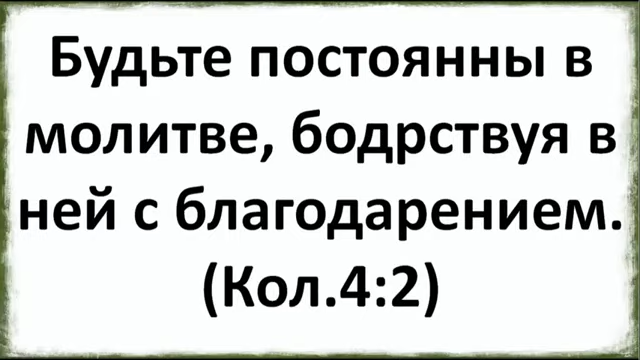 Будьте постоянны в
молитве, бодрствуя в
ней с благодарением.
(Кол.4:2)